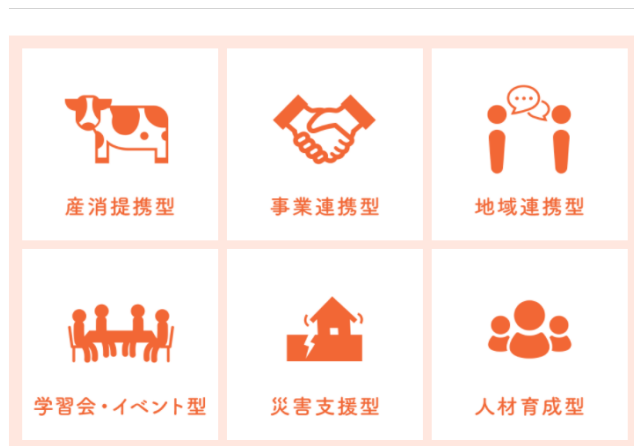 産消提携型
事業連携型
地域連携型
学習会・イベント型
災害支援型
人材育成型